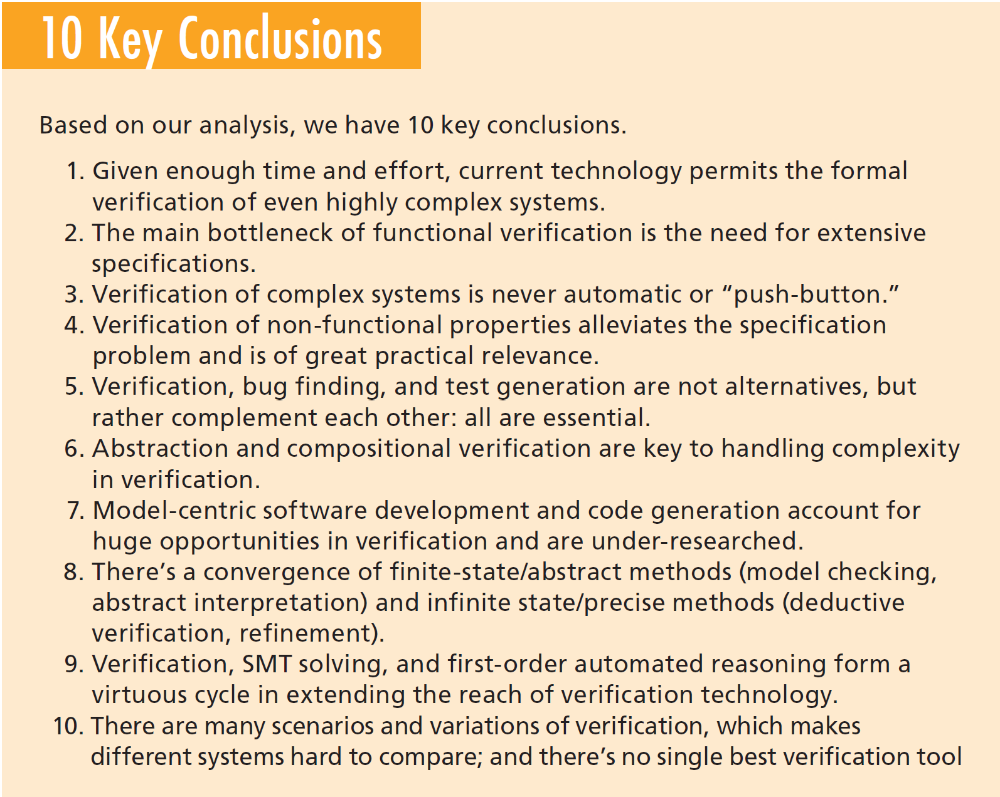 10 Key Conclusions
Based on our analysis, we have 10 key conclusions.
1. Given enough time and effort, current technology permits the formal
verification of even highly complex systems.
2. The main bottleneck of functional verification is the need for extensive
specifications.
3. Verification of complex systems is never automatic or “push-button.”
4. Verification of non-functional properties alleviates the specification
problem and is of great practical relevance.
5. Verification, bug finding, and test generation are not alternatives, but
rather complement each other: all are essential.
6. Abstraction and compositional verification are key to handling complexity
in verification.
7. Model-centric software development and code generation account for
huge opportunities in verification and are under-researched.
8. There’s a convergence of finite-state/abstract methods (model checking,
abstract interpretation) and infinite state/precise methods (deductive
verification, refinement).
9. Verification, SMT solving, and first-order automated reasoning form a
virtuous cycle in extending the reach of verification technology.
10. There are many scenarios and variations of verification, which makes
different systems hard to compare; and there’s no single best verification tool